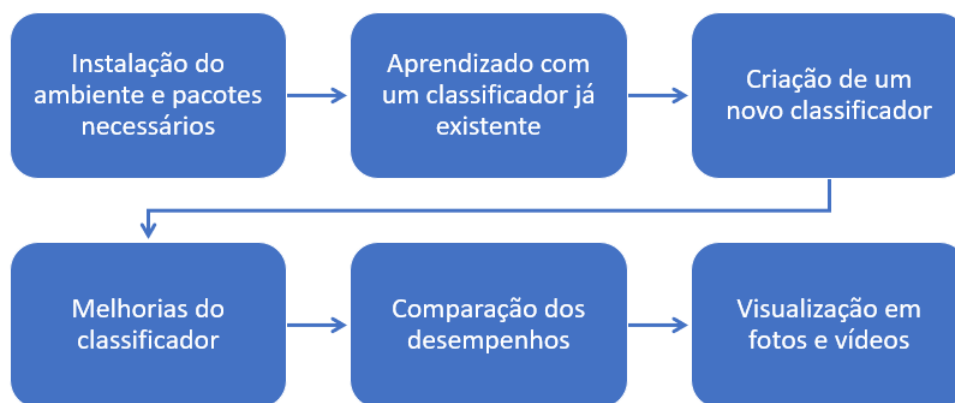 Instalação do
ambiente e pacotes
necessários
Aprendizado com
um classificador já
existente
Criação de um
novo classificador
Melhorias do
classificador
Comparação dos
desempenhos
Visualização em
fotos e vídeos